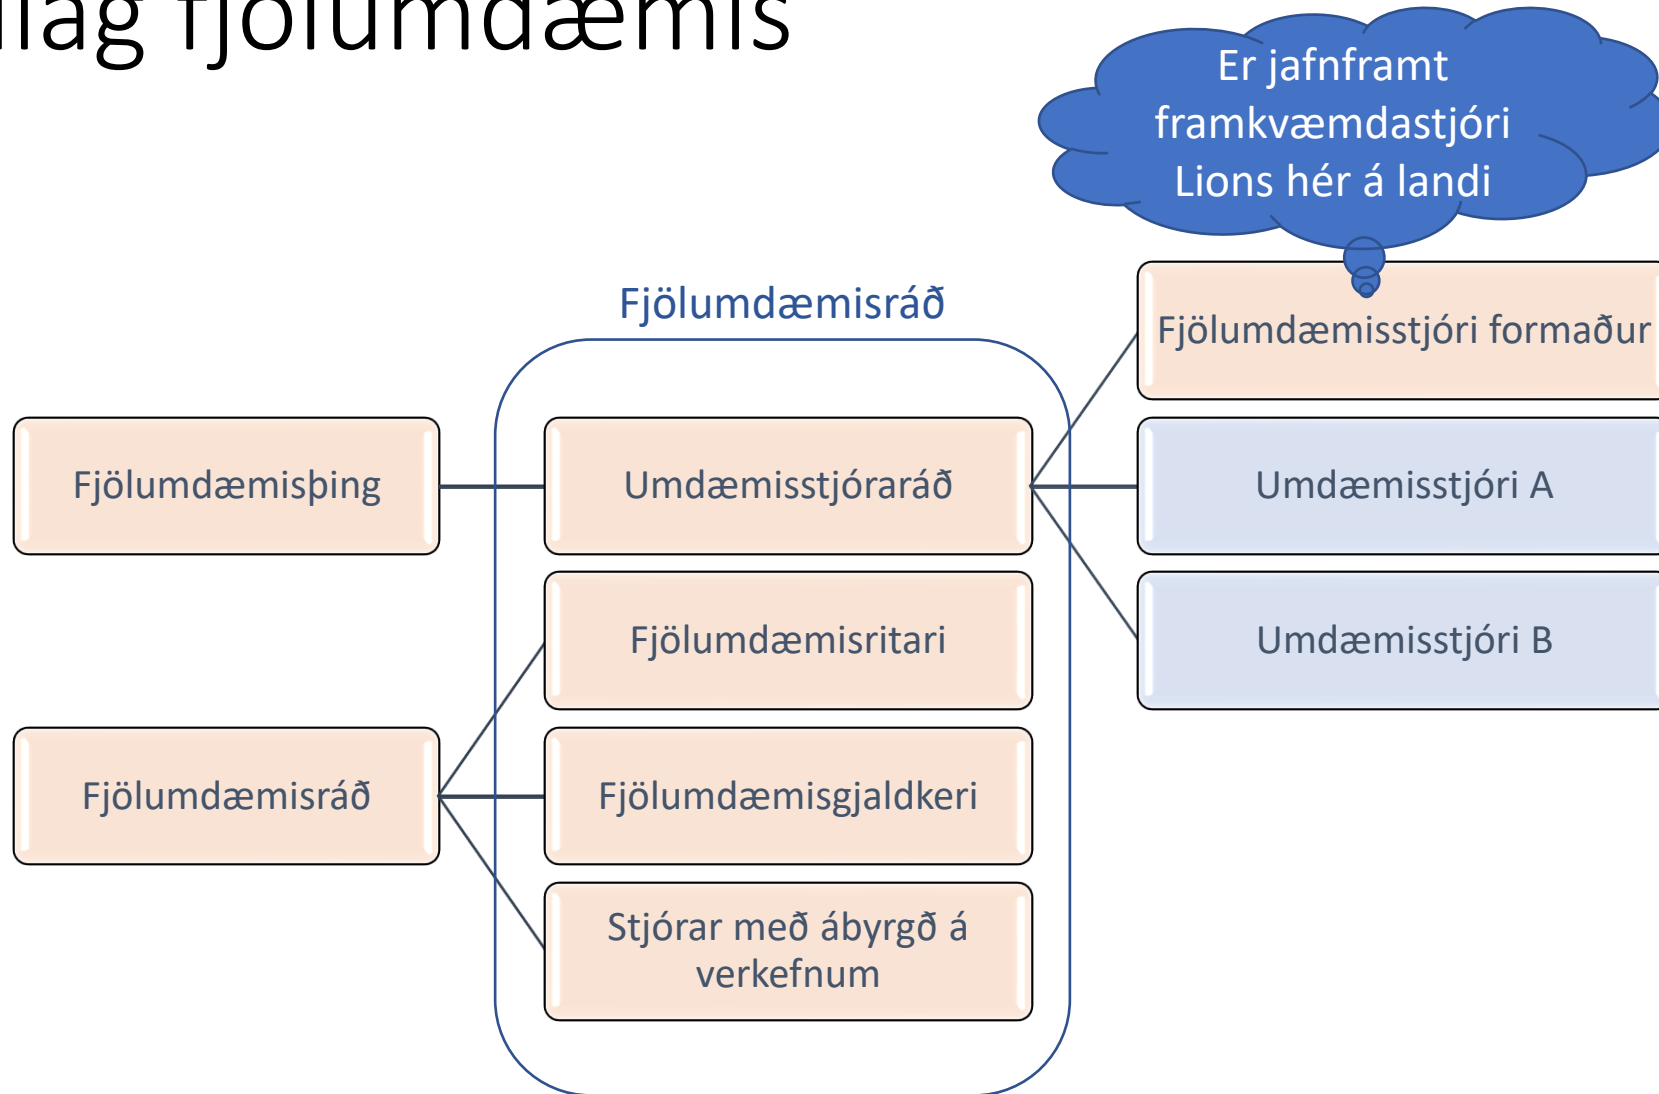 fjölumdæmis
Er jafnframt
framkvæmdastjóri
Lions hér á landi
Fjölumdæmisráð
Fjölumdæmisstjóri formaður
Fjölumdæmisþing
Umdæmisstjóraráð
Umdæmisstjóri A
Fjölumdæmisritari
Umdæmisstjóri B
Fjölumdæmisráð
Fjölumdæmisgjaldkeri
Stjórar með ábyrgð á
verkefnum